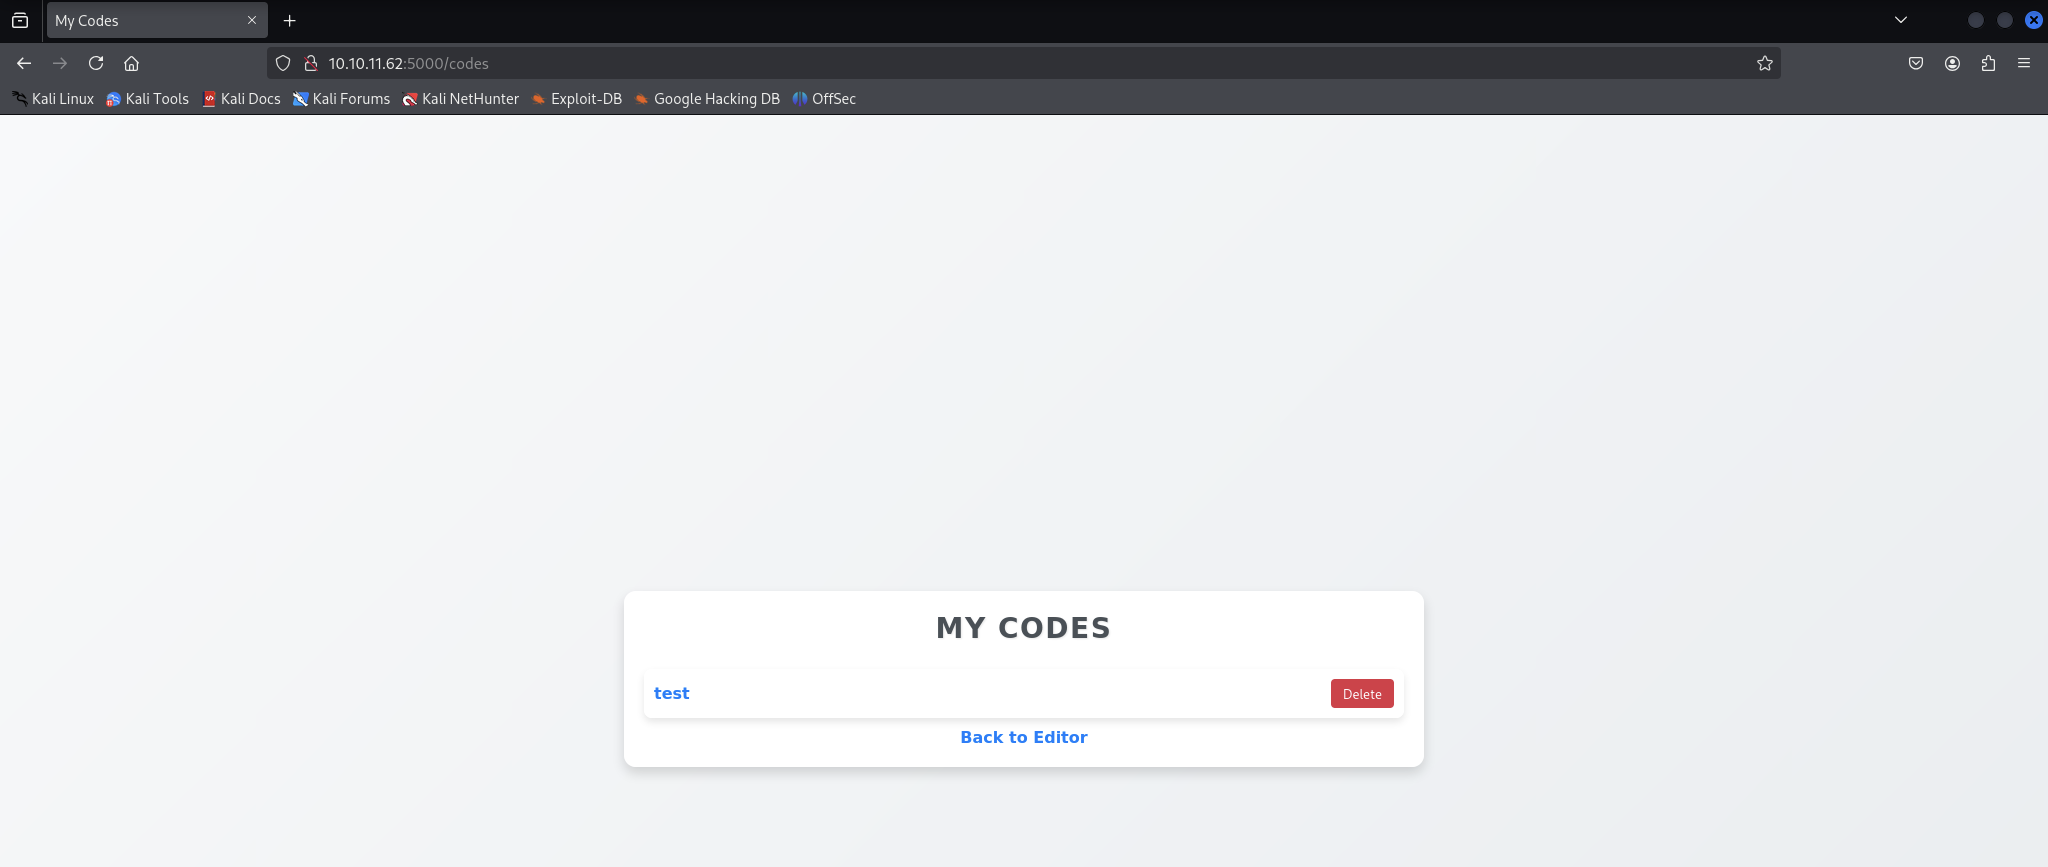 My Codes
10.10.11.62:5000/codes
Kali Linux Kali Tools Kali Docs Kali Forums Kali NetHunter Exploit-DB Google Hacking DB OffSec
MY CODES
test Delete
Back to Editor